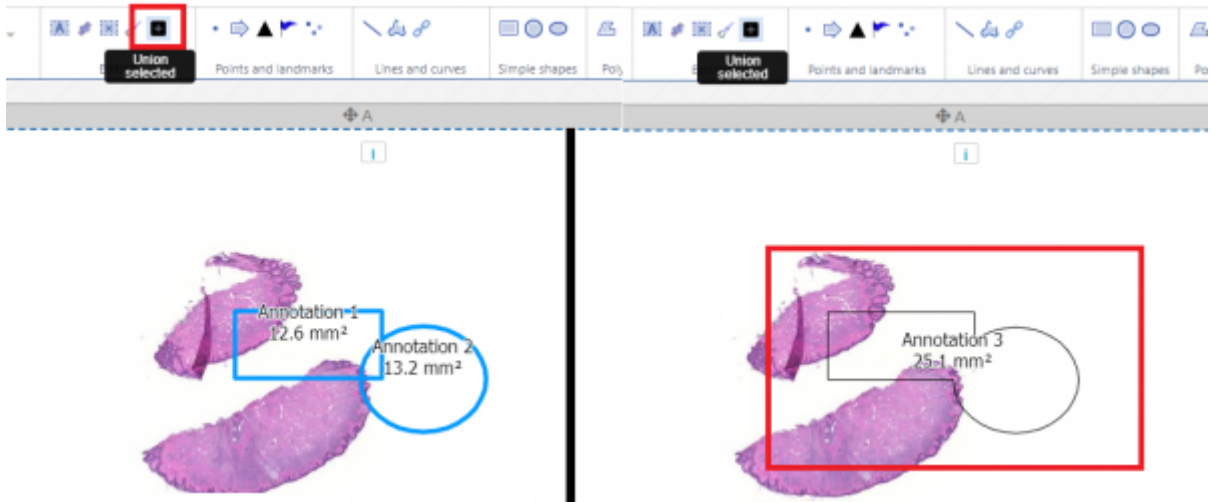 Union
selected
Points and landmarks
Lines and curves
Simple shapes
A
i
Annotation 1
12.6 mm²
Annotation 2
13.2 mm²
Union
selected
Points and landmarks
Lines and curves
Simple shapes
A
i
Annotation 3
25.1 mm²